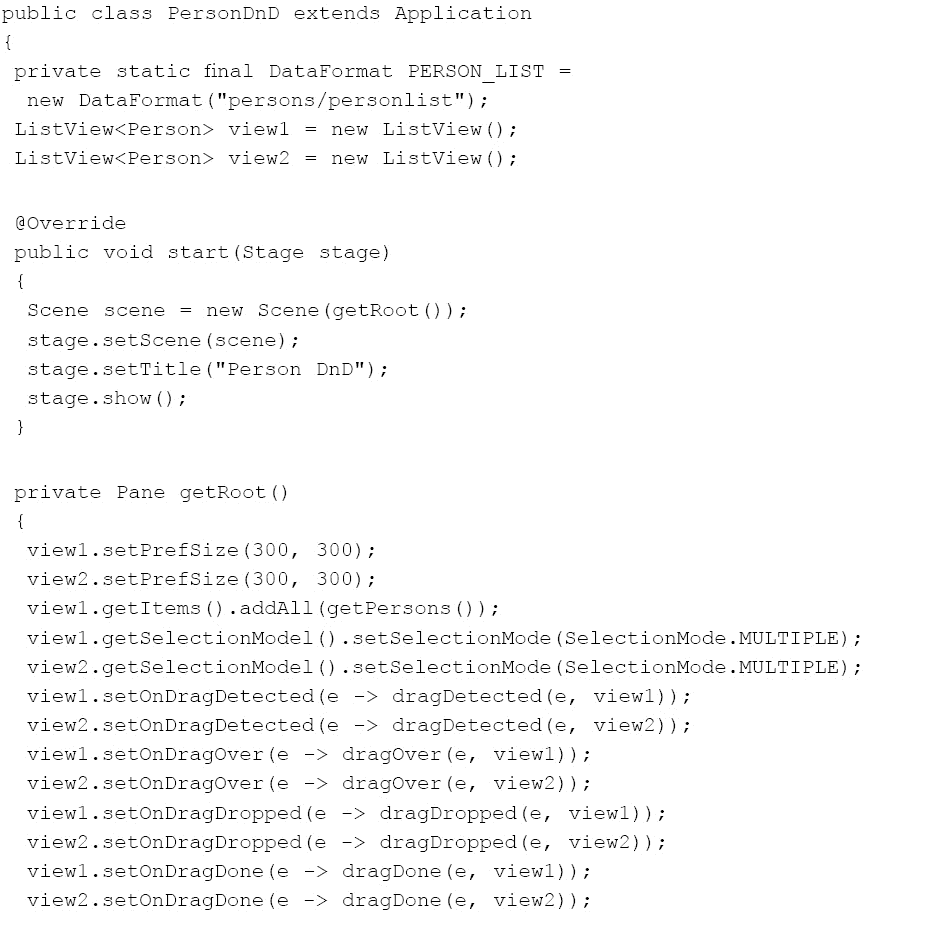 public class PersonDnD extends Application
{
private static final DataFormat PERSON_LIST =
new DataFormat("persons/personlist");
ListView<Person> view1 = new ListView();
ListView<Person> view2 = new ListView();
@Override
public void start(Stage stage)
{
Scene scene = new Scene(getRoot());
stage.setScene(scene);
stage.setTitle("Person DnD");
stage.show();
}
private Pane getRoot()
{
view1.setPrefSize(300, 300);
view2.setPrefSize(300, 300);
view1.getItems().addAll(getPersons());
view1.getSelectionModel().setSelectionMode(SelectionMode.MULTIPLE);
view2.getSelectionModel().setSelectionMode(SelectionMode.MULTIPLE);
view1.setOnDragDetected(e -> dragDetected(e, view1));
view2.setOnDragDetected(e -> dragDetected(e, view2));
view1.setOnDragOver(e -> dragOver(e, view1));
view2.setOnDragOver(e -> dragOver(e, view2));
view1.setOnDragDropped(e -> dragDropped(e, view1));
view2.setOnDragDropped(e -> dragDropped(e, view2));
view1.setOnDragDone(e -> dragDone(e, view1));
view2.setOnDragDone(e -> dragDone(e, view2));